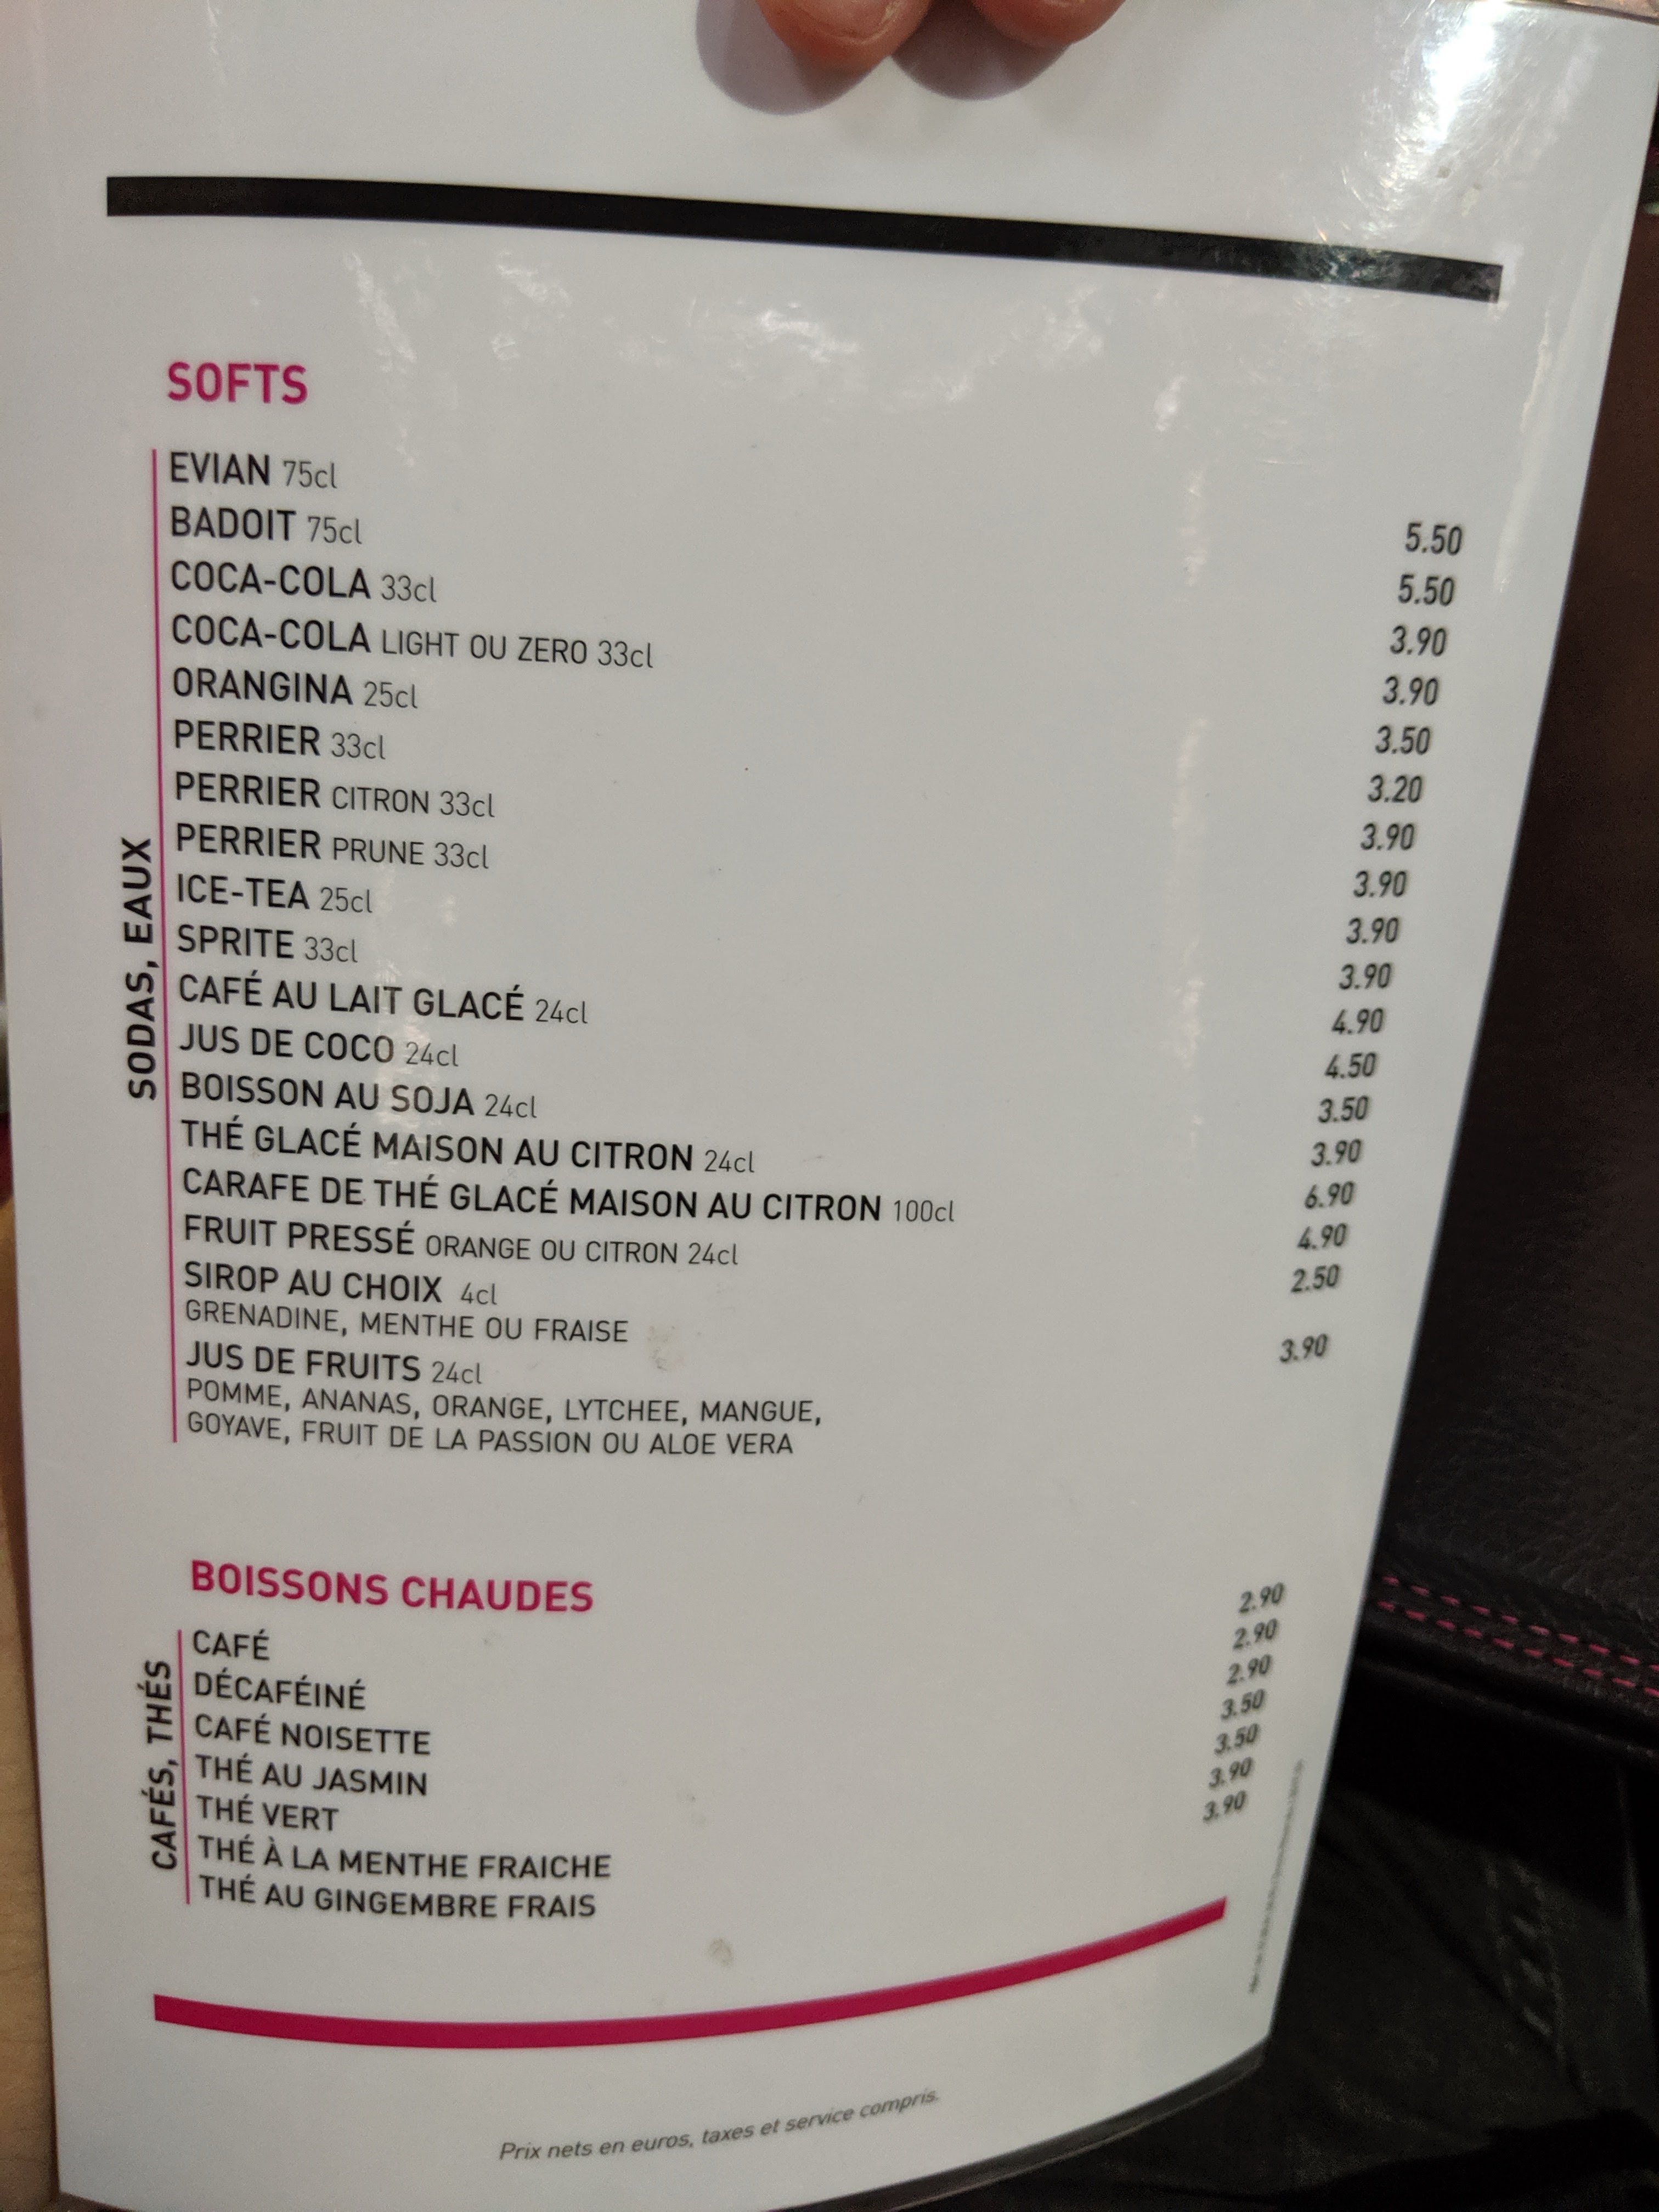 SOFTS
SODAS, EAUX
EVIAN 75cl 5.50
BADOIT 75cl 5.50
COCA-COLA 33cl 3.90
COCA-COLA LIGHT OU ZERO 33cl 3.90
ORANGINA 25cl 3.50
PERRIER 33cl 3.20
PERRIER CITRON 33cl 3.90
PERRIER PRUNE 33cl 3.90
ICE-TEA 25cl 3.90
SPRITE 33cl 3.90
CAFÉ AU LAIT GLACÉ 24cl 4.90
JUS DE COCO 24cl 4.50
BOISSON AU SOJA 24cl 3.50
THÉ GLACÉ MAISON AU CITRON 24cl 3.90
CARAFE DE THÉ GLACÉ MAISON AU CITRON 100cl 6.90
FRUIT PRESSÉ ORANGE OU CITRON 24cl 4.90
SIROP AU CHOIX 4cl 2.50
GRENADINE, MENTHE OU FRAISE
JUS DE FRUITS 24cl 3.90
POMME, ANANAS, ORANGE, LYTCHEE, MANGUE,
GOYAVE, FRUIT DE LA PASSION OU ALOE VERA
BOISSONS CHAUDES
CAFÉS, THÉS
CAFÉ 2.90
DÉCAFÉINÉ 2.90
CAFÉ NOISETTE 2.90
THÉ AU JASMIN 3.50
THÉ VERT 3.50
THÉ À LA MENTHE FRAICHE 3.90
THÉ AU GINGEMBRE FRAIS 3.90
Prix nets en euros, taxes et service compris.